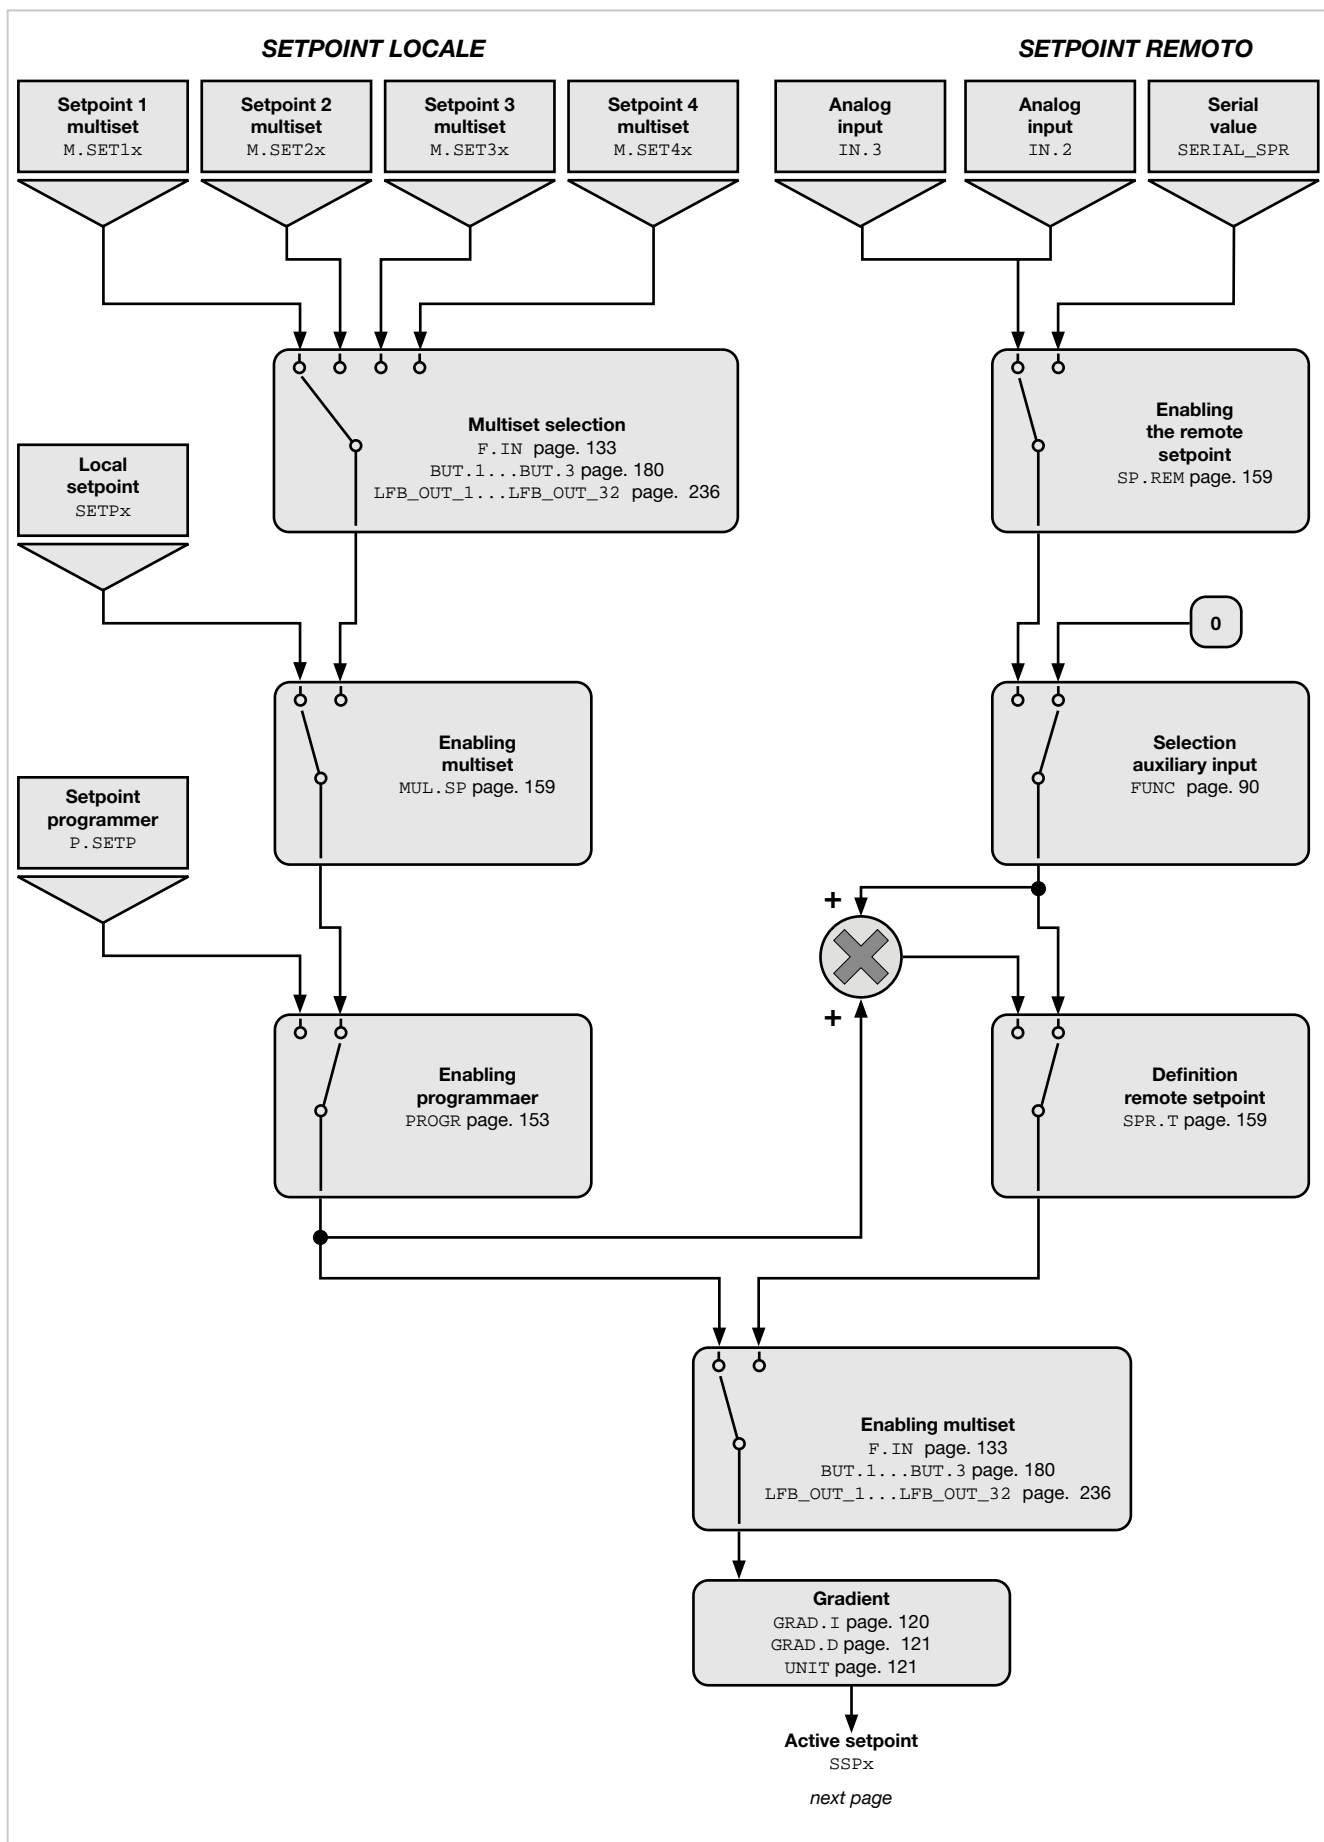 SETPOINT LOCALE
SETPOINT REMOTO
Setpoint 1
multiset
M.SET1x
Setpoint 2
multiset
M.SET2x
Setpoint 3
multiset
M.SET3x
Setpoint 4
multiset
M.SET4x
Analog
input
IN.3
Analog
input
IN.2
Serial
value
SERIAL_SPR
Multiset selection
F.IN page. 133
BUT.1...BUT.3 page. 180
LFB_OUT_1...LFB_OUT_32 page. 236
Enabling
the remote
setpoint
SP.REM page. 159
Local
setpoint
SETPx
0
Enabling
multiset
MUL.SP page. 159
Selection
auxiliary input
FUNC page. 90
Setpoint
programmer
P.SETP
+
+
Enabling
programmaer
PROGR page. 153
Definition
remote setpoint
SPR.T page. 159
Enabling multiset
F.IN page. 133
BUT.1...BUT.3 page. 180
LFB_OUT_1...LFB_OUT_32 page. 236
Gradient
GRAD.I page. 120
GRAD.D page. 121
UNIT page. 121
Active setpoint
SSPx
next page